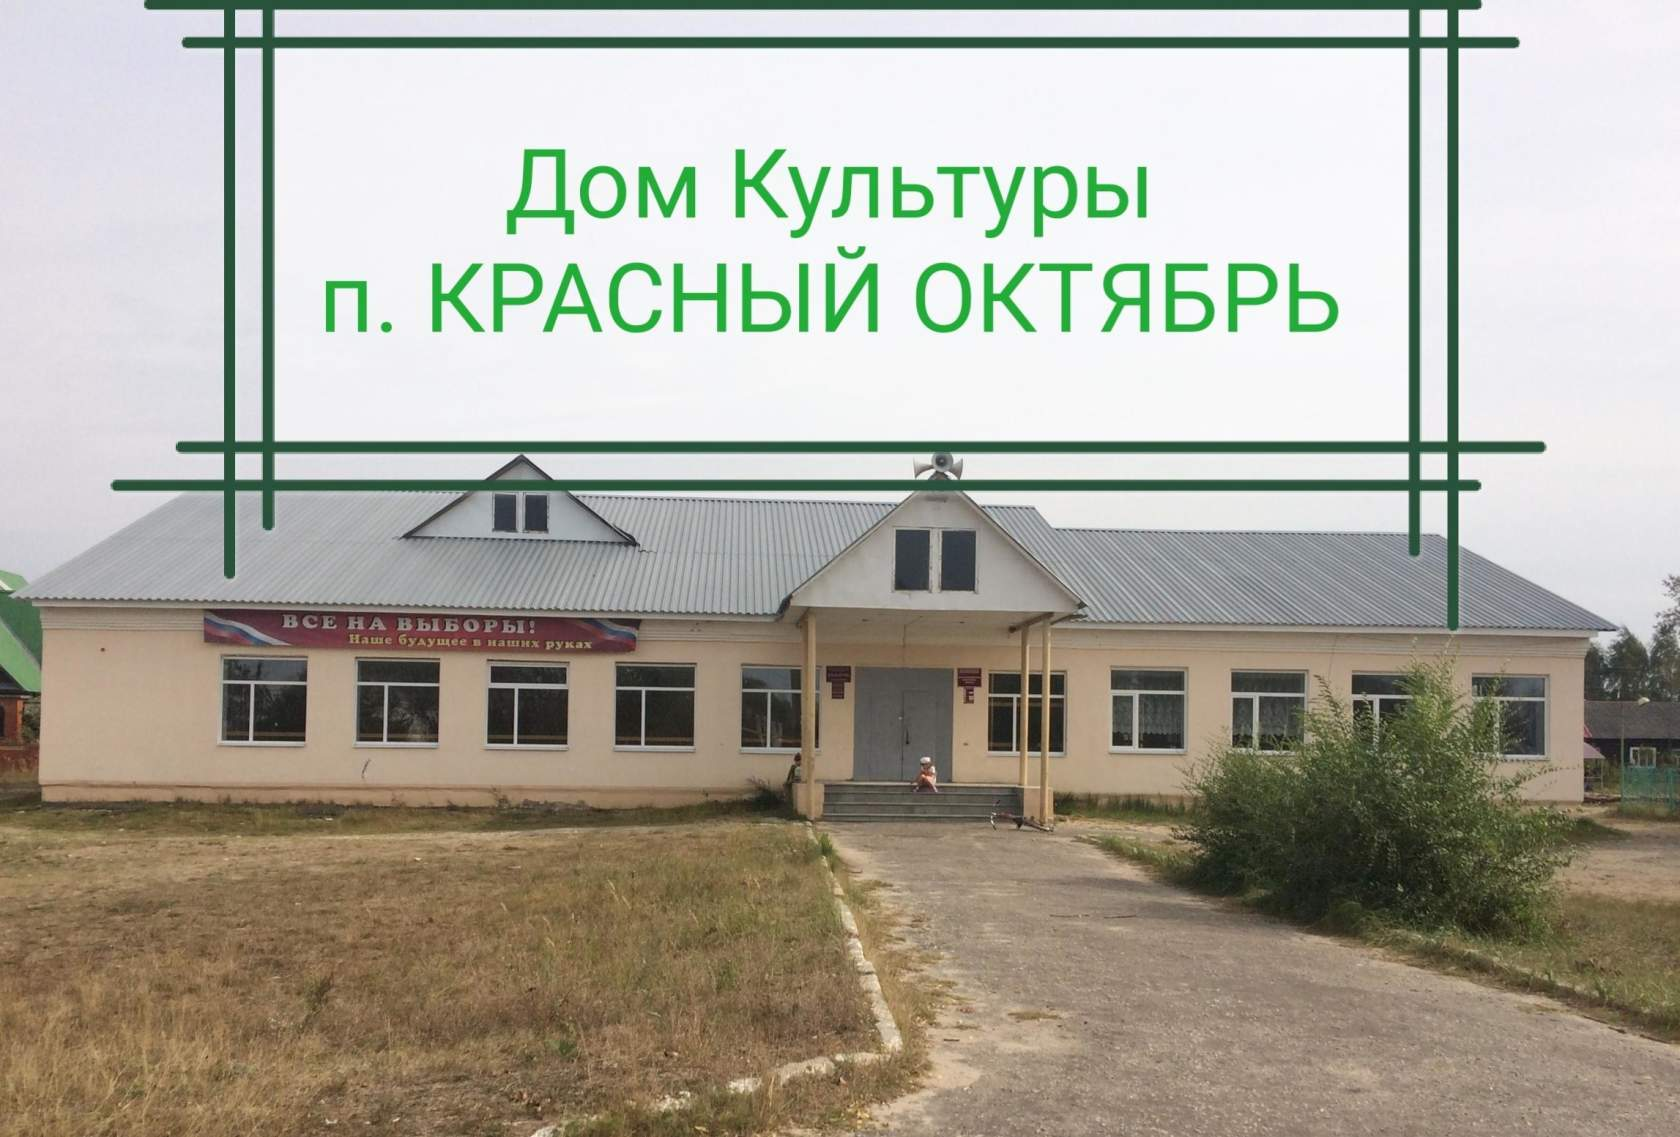 Дом Культуры
п. КРАСНЫЙ ОКТЯБРЬ
ВСЕ НА ВЫБОРЫ!
Наше будущее в наших руках